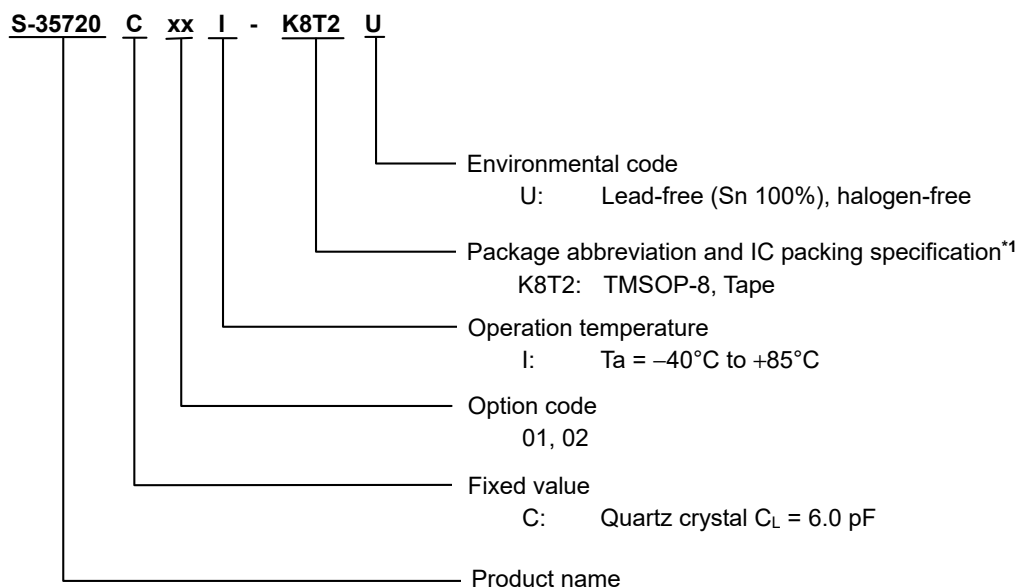 S-35720 C xx I - K8T2 U
Environmental code
U: Lead-free (Sn 100%), halogen-free
Package abbreviation and IC packing specification*1
K8T2: TMSOP-8, Tape
Operation temperature
I: Ta = −40°C to +85°C
Option code
01, 02
Fixed value
C: Quartz crystal CL = 6.0 pF
Product name